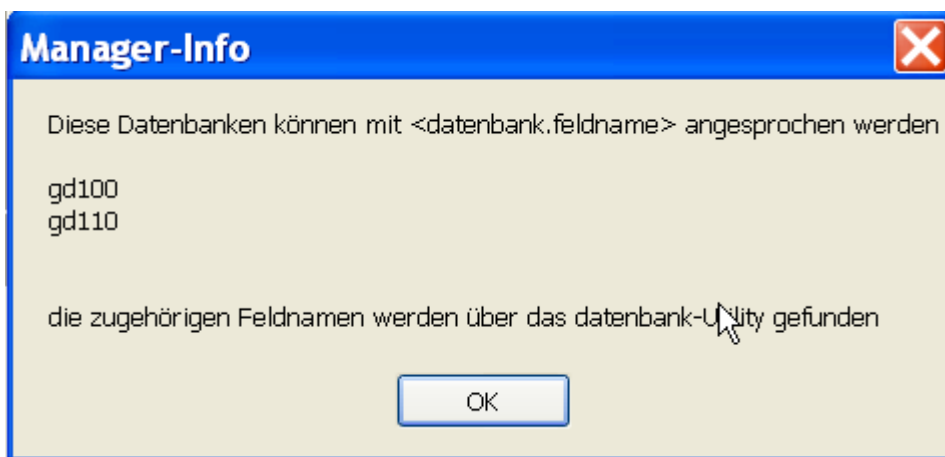 Manager-Info
Diese Datenbanken können mit <datenbank.feldname> angesprochen werden
gd100
gd110
die zugehörigen Feldnamen werden über das datenbank-Utility gefunden
OK